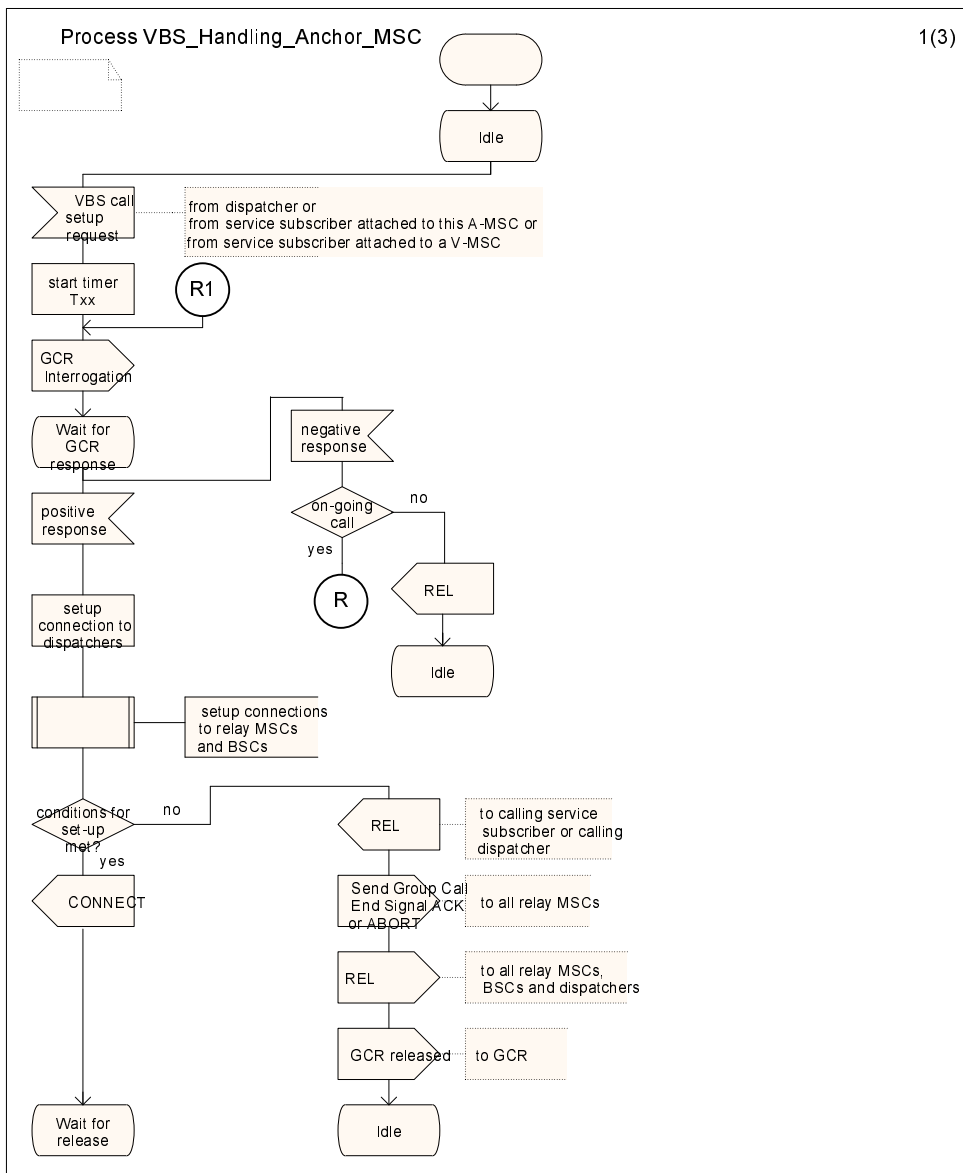 Process VBS_Handling_Anchor_MSC
1(3)
Idle
VBS call
setup
request
from dispatcher or
from service subscriber attached to this A-MSC or
from service subscriber attached to a V-MSC
start timer
Txx
R1
GCR
Interrogation
Wait for
GCR
response
negative
response
positive
response
on-going
call
no
yes
R
REL
Idle
setup
connection to
dispatchers
setup connections
to relay MSCs
and BSCs
conditions for
set-up
met?
no
yes
REL
to calling service
subscriber or calling
dispatcher
CONNECT
Send Group Call
End Signal ACK
or ABORT
to all relay MSCs
REL
to all relay MSCs,
BSCs and dispatchers
GCR released
to GCR
Wait for
release
Idle